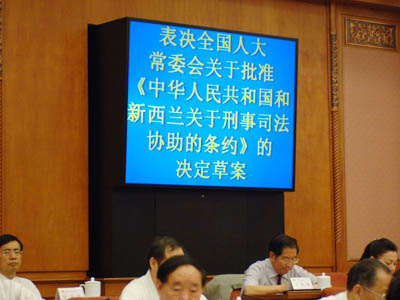 表决全国人大
常委会关于批准
《中华人民共和国和
新西兰关于刑事司法
协助的条约》的
决定草案